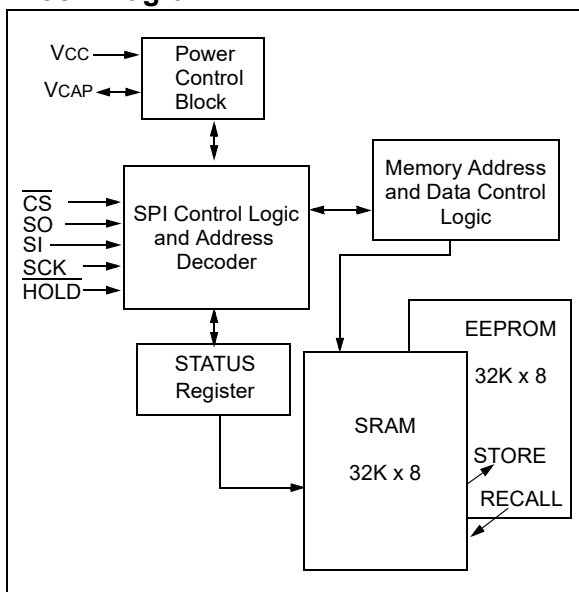 VCC
VCAP
Power
Control
Block
CS
SO
SI
SCK
HOLD
SPI Control Logic
and Address
Decoder
Memory Address
and Data Control
Logic
STATUS
Register
EEPROM
32K x 8
SRAM
32K x 8
STORE
RECALL